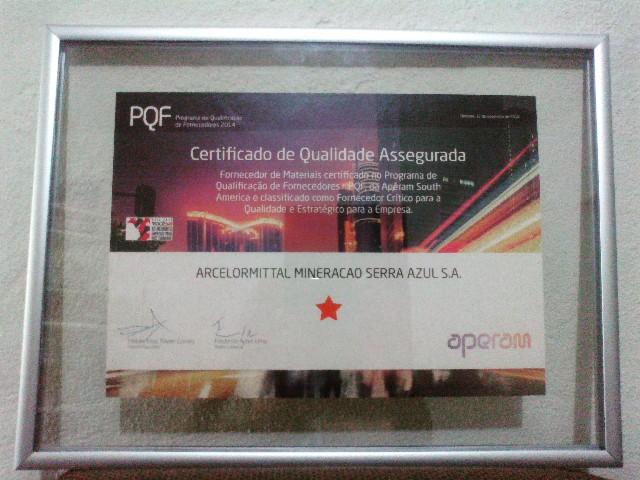 PQF
Programa de Qualificação
de Fornecedores 2014
Certificado de Qualidade Assegurada
Fornecedor de Materiais certificado no Programa de
Qualificação de Fornecedores - PQF, da Aperam South
America e classificado como Fornecedor Crítico para a
Qualidade e Estratégico para a Empresa.
ARCELORMITTAL MINERACAO SERRA AZUL S.A.
aperam